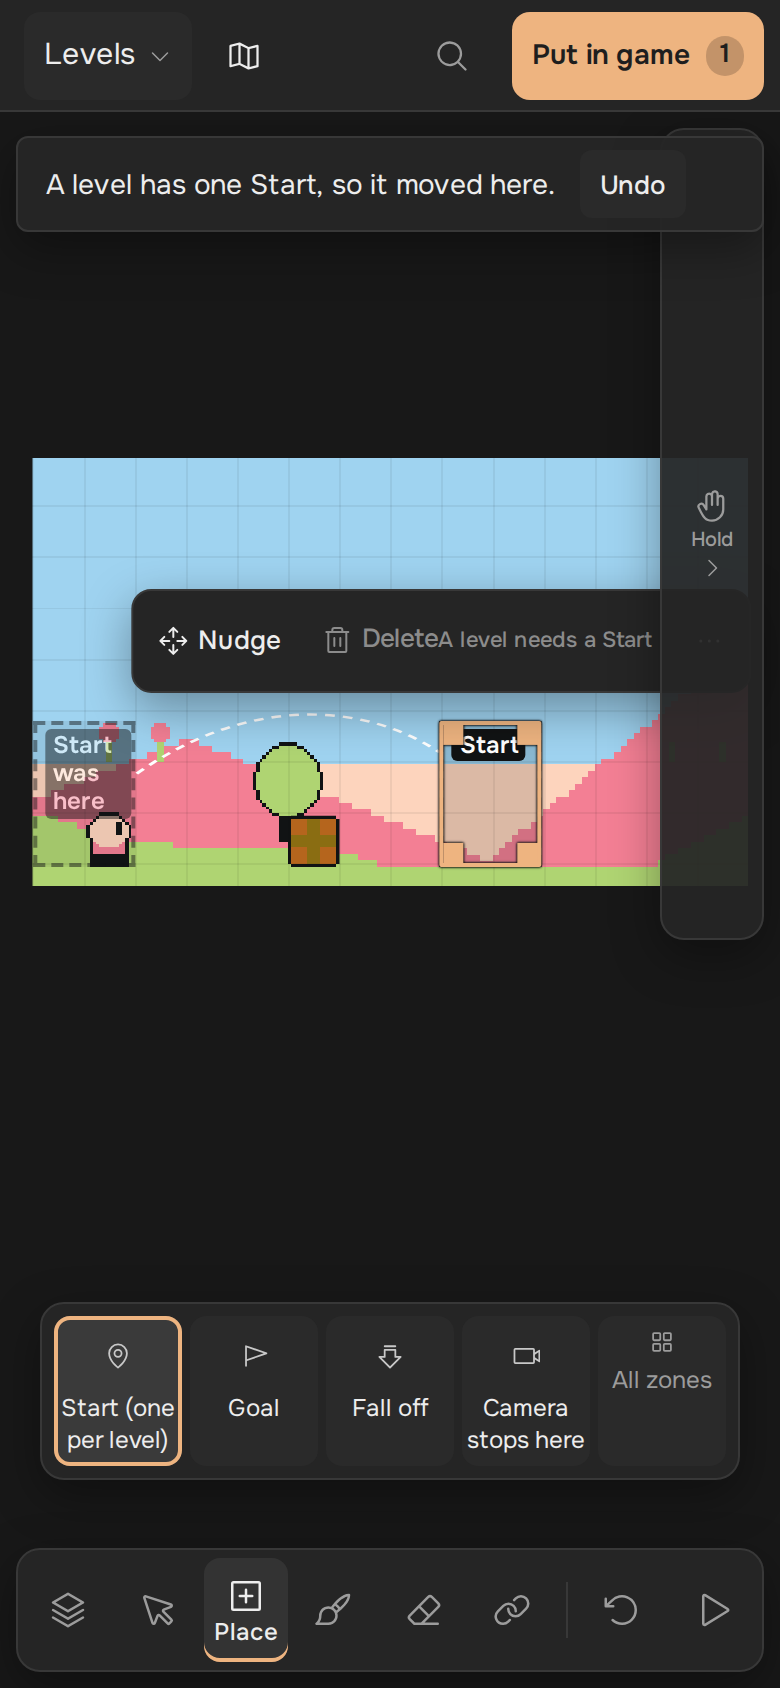 Levels
Put in game 1
A level has one Start, so it moved here. Undo
Hold
Nudge DeleteA level needs a Start
Start
was
here
Start
Start (one
per level)
Goal
Fall off
Camera
stops here
All zones
Place